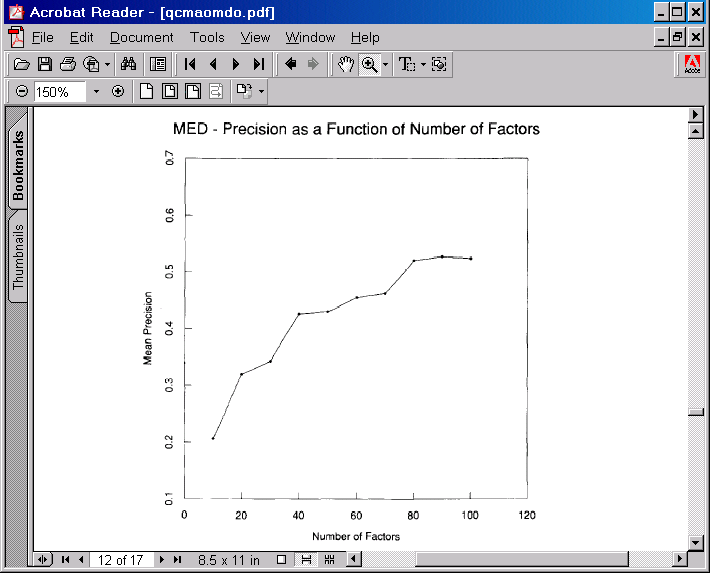 Acrobat Reader - [qcmaomdo.pdf]
File Edit Document Tools View Window Help
Adobe
150%
Bookmarks
Thumbnails
MED - Precision as a Function of Number of Factors
0.7
0.6
0.5
0.4
0.3
0.2
0.1
Mean Precision
0 20 40 60 80 100 120
Number of Factors
12 of 17 8.5 x 11 in